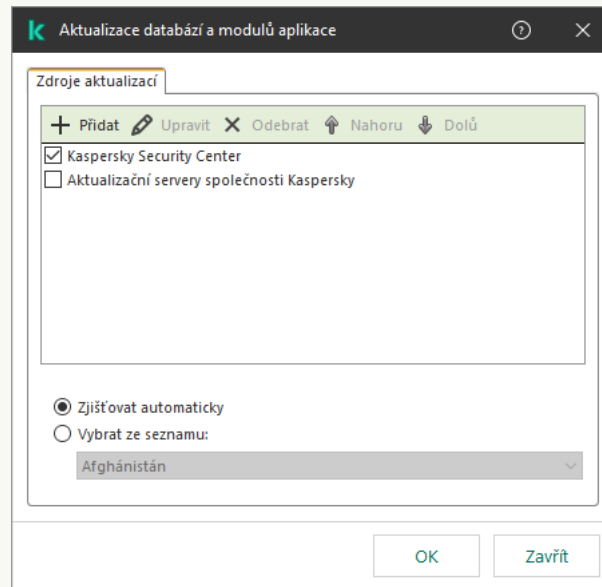 Aktualizace databází a modulů aplikace
Zdroje aktualizací
Přidat Upravit Odebrat Nahoru Dolů
Kaspersky Security Center
Aktualizační servery společnosti Kaspersky
Zjišťovat automaticky
Vybrat ze seznamu:
Afghánistán
OK Zavřít